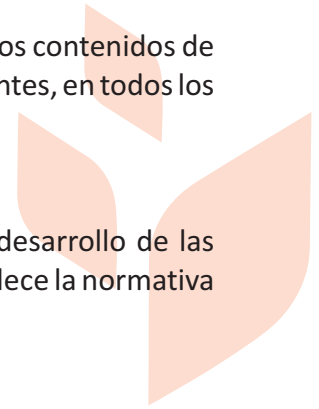 os contenidos de
ntes, en todos los
desarrollo de las
lece la normativa